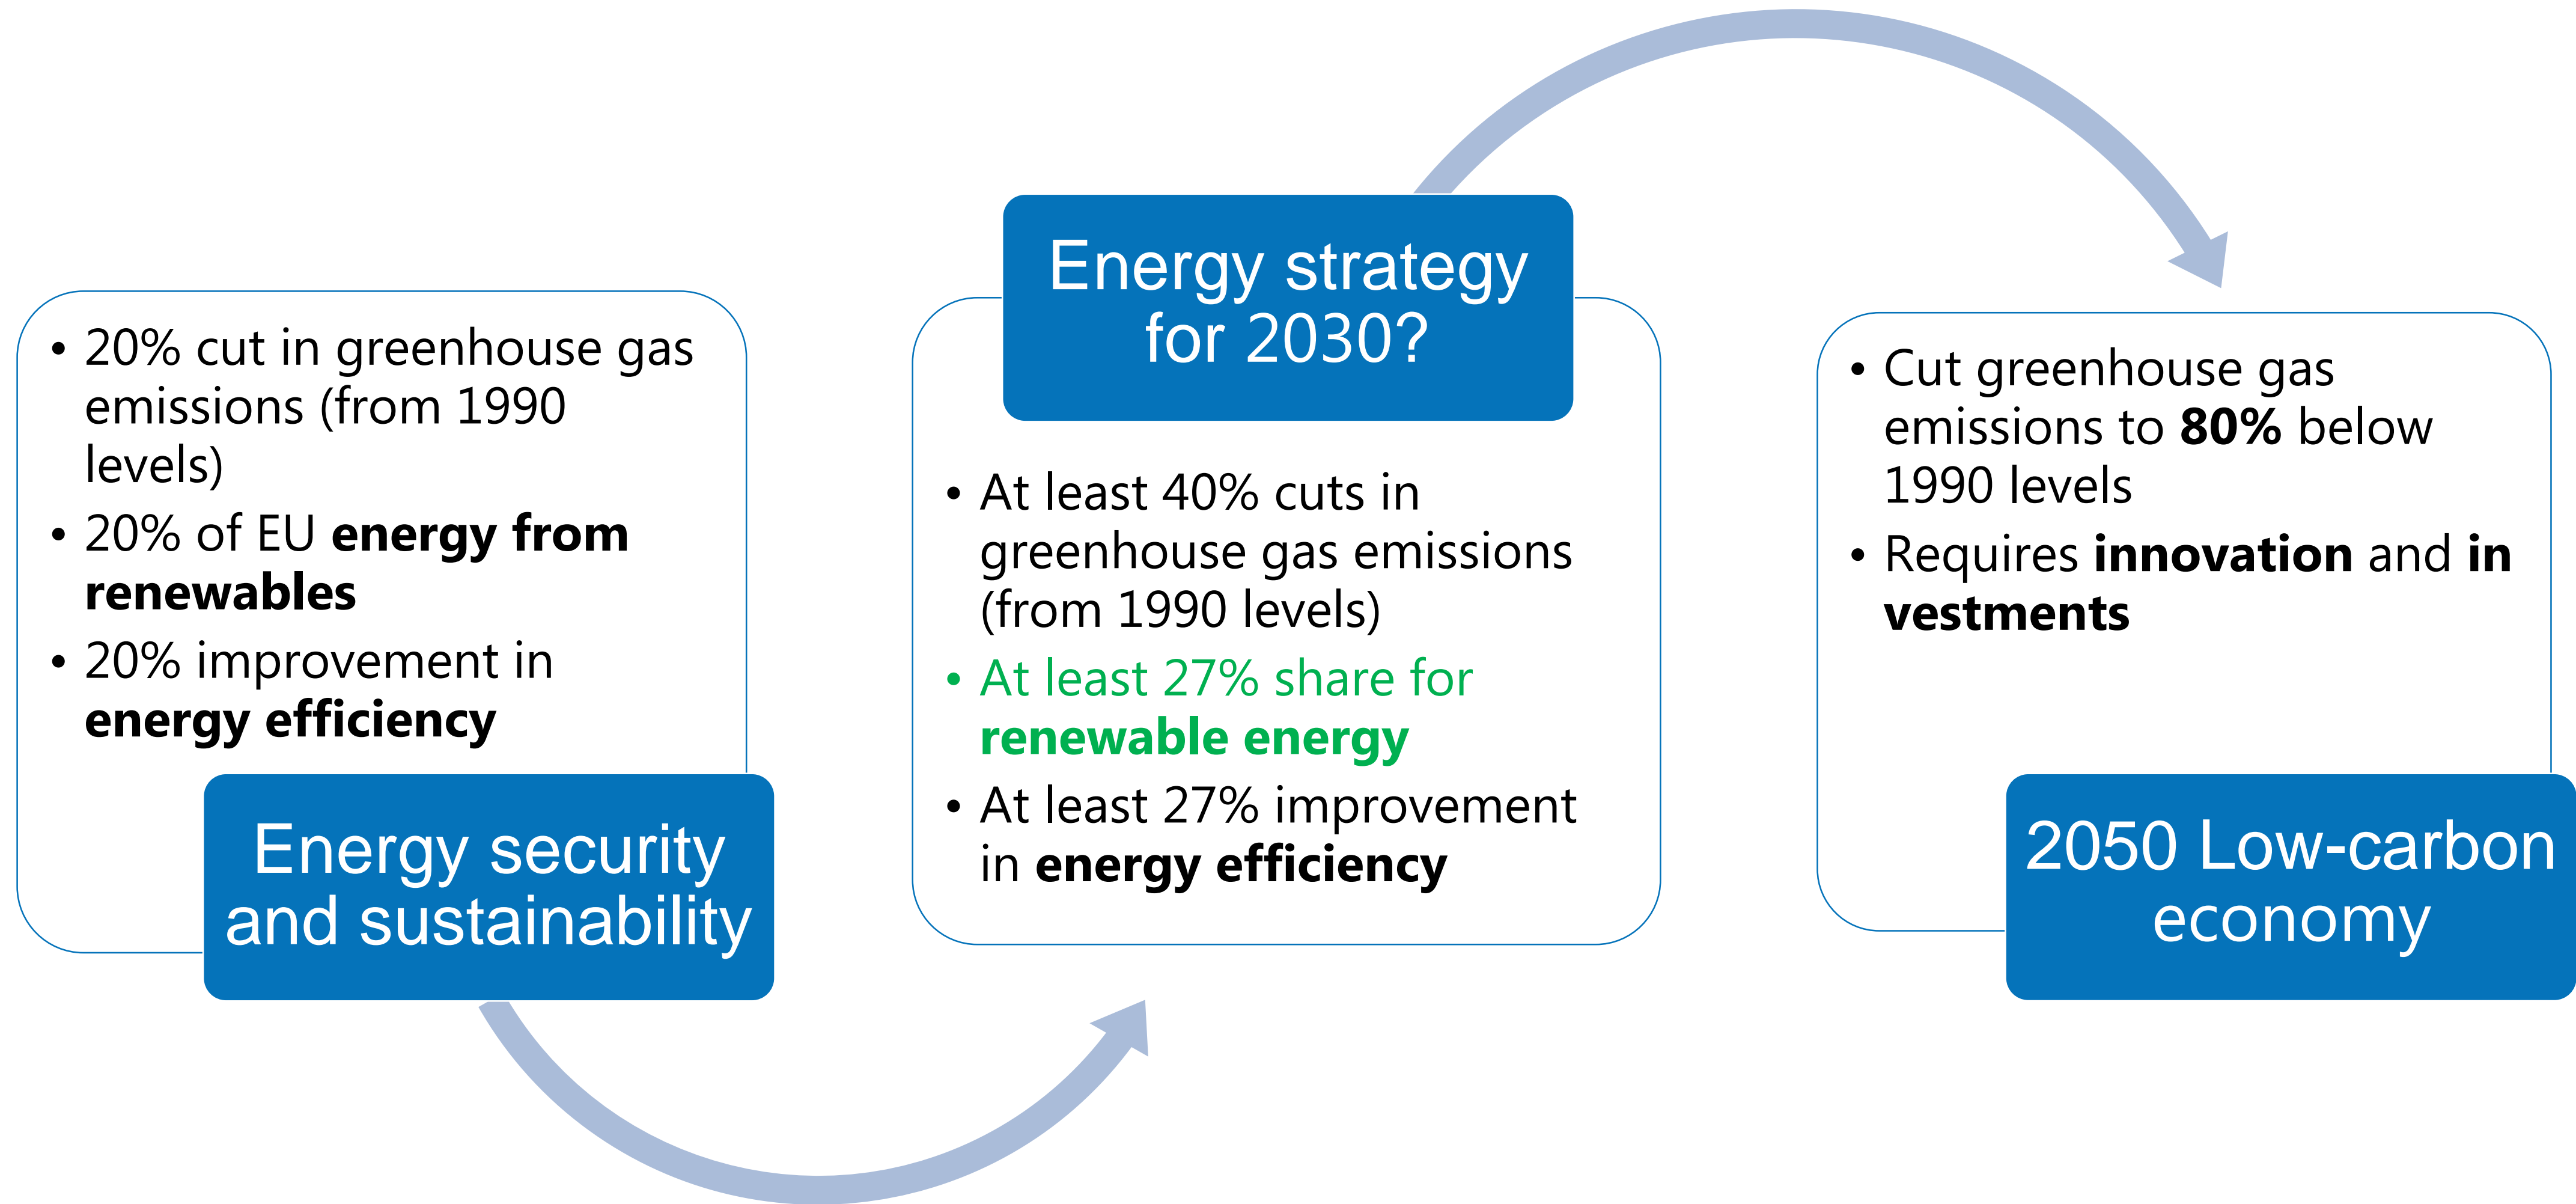 • 20% cut in greenhouse gas
emissions (from 1990
levels)
• 20% of EU energy from
renewables
• 20% improvement in
energy efficiency
Energy security
and sustainability
Energy strategy
for 2030?
• At least 40% cuts in
greenhouse gas emissions
(from 1990 levels)
• At least 27% share for
renewable energy
• At least 27% improvement
in energy efficiency
• Cut greenhouse gas
emissions to 80% below
1990 levels
• Requires innovation and in
vestments
2050 Low-carbon
economy